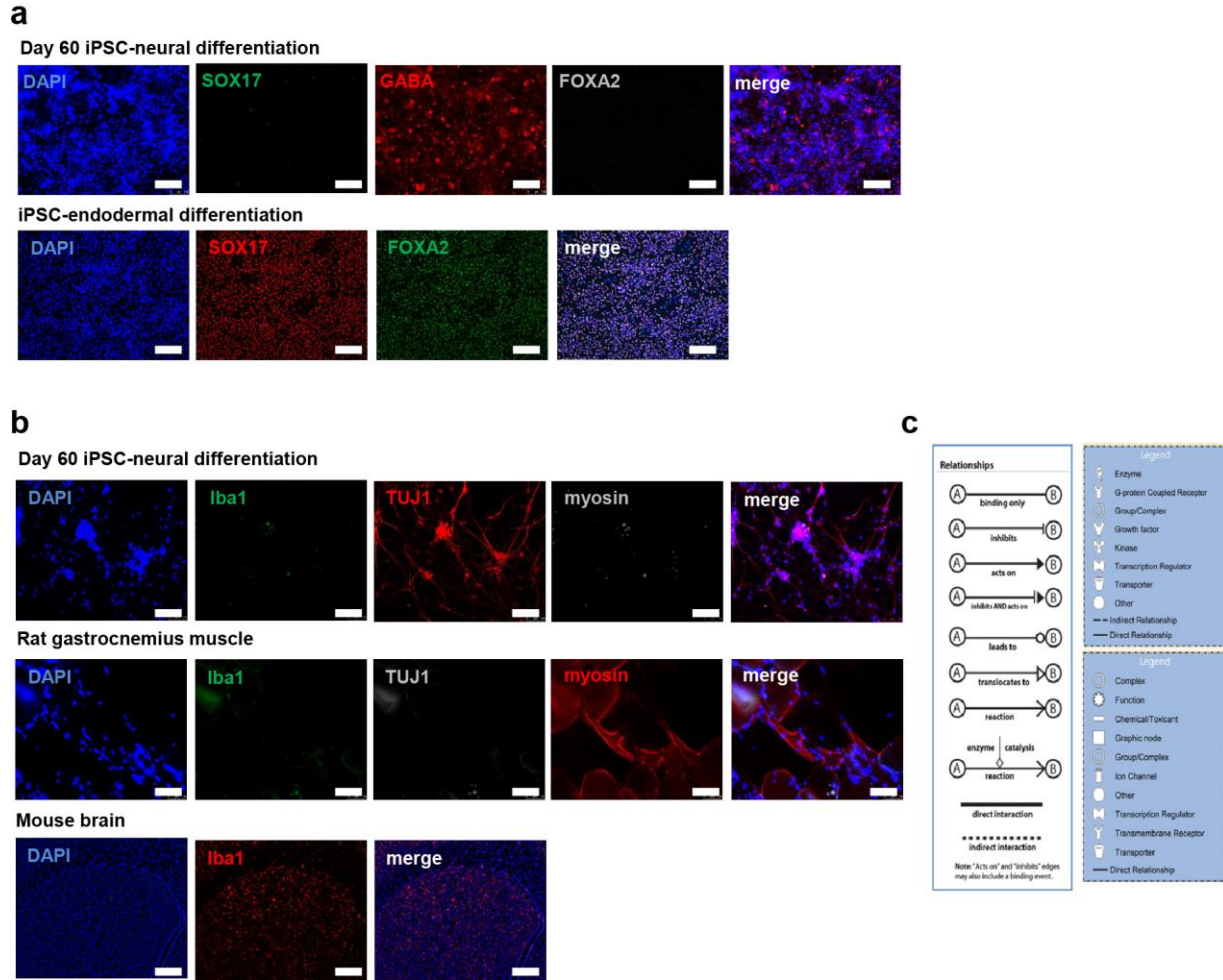 a
Day 60 iPSC-neural differentiation
DAPI SOX17 GABA FOXA2 merge
iPSC-endodermal differentiation
DAPI SOX17 FOXA2 merge
b
Day 60 iPSC-neural differentiation
DAPI Iba1 TUJ1 myosin merge
Rat gastrocnemius muscle
DAPI Iba1 TUJ1 myosin merge
Mouse brain
DAPI Iba1 merge
c
Relationships
A binding only B
A inhibits B
A acts on B
A inhibits AND acts on B
A leads to B
A translocates to B
A reaction B
enzyme catalysis
A reaction B
direct interaction
indirect interaction
Note: "Acts on" and "inhibits" edges
may also include a binding event.
Legend
Enzyme
G-protein Coupled Receptor
Group/Complex
Growth factor
Kinase
Transcription Regulator
Transporter
Other
Indirect Relationship
Direct Relationship
Legend
Complex
Function
Chemical/Toxicant
Graphic node
Group/Complex
Ion Channel
Other
Transcription Regulator
Transmembrane Receptor
Transporter
Direct Relationship